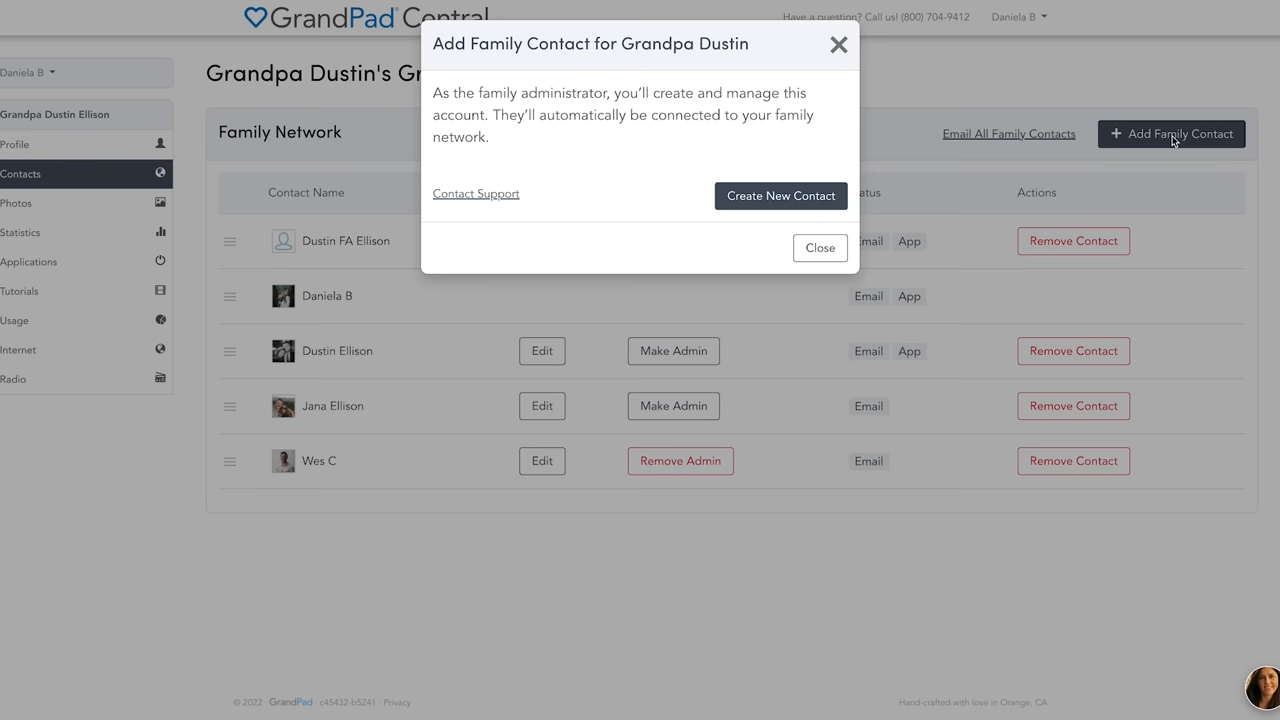 GrandPad Central
Have a question? Call us! (800) 704-9412
Daniela B
Add Family Contact for Grandpa Dustin
As the family administrator, you'll create and manage this
account. They'll automatically be connected to your family
network.
Contact Support
Create New Contact
Close
Daniela B
Grandpa Dustin Ellison
Profile
Contacts
Photos
Statistics
Applications
Tutorials
Usage
Internet
Radio
Grandpa Dustin's Gr
Family Network
Email All Family Contacts
+ Add Family Contact
Contact Name
Actions
Dustin FA Ellison
Email App
Remove Contact
Daniela B
Email App
Dustin Ellison
Edit
Make Admin
Email App
Remove Contact
Jana Ellison
Edit
Make Admin
Email
Remove Contact
Wes C
Edit
Remove Admin
Email
Remove Contact
© 2022 · GrandPad · c45432-b5241 · Privacy
Hand-crafted with love in Orange, CA